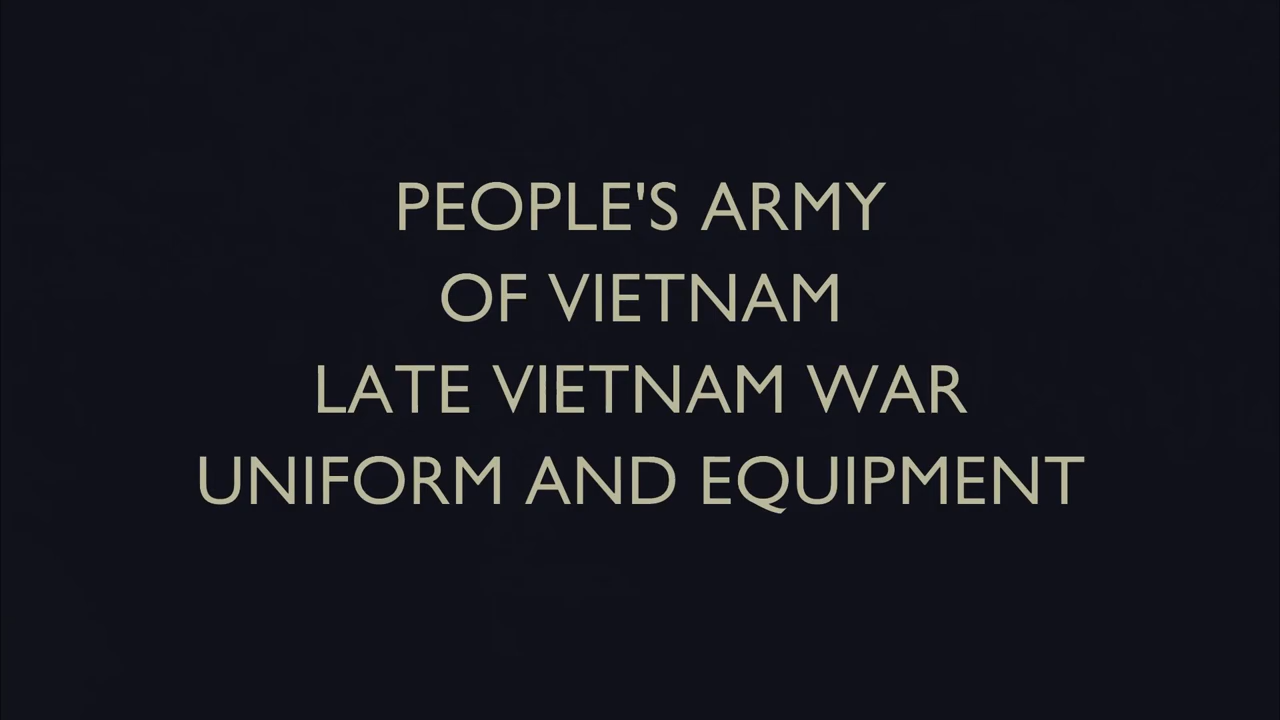 PEOPLE'S ARMY
OF VIETNAM
LATE VIETNAM WAR
UNIFORM AND EQUIPMENT